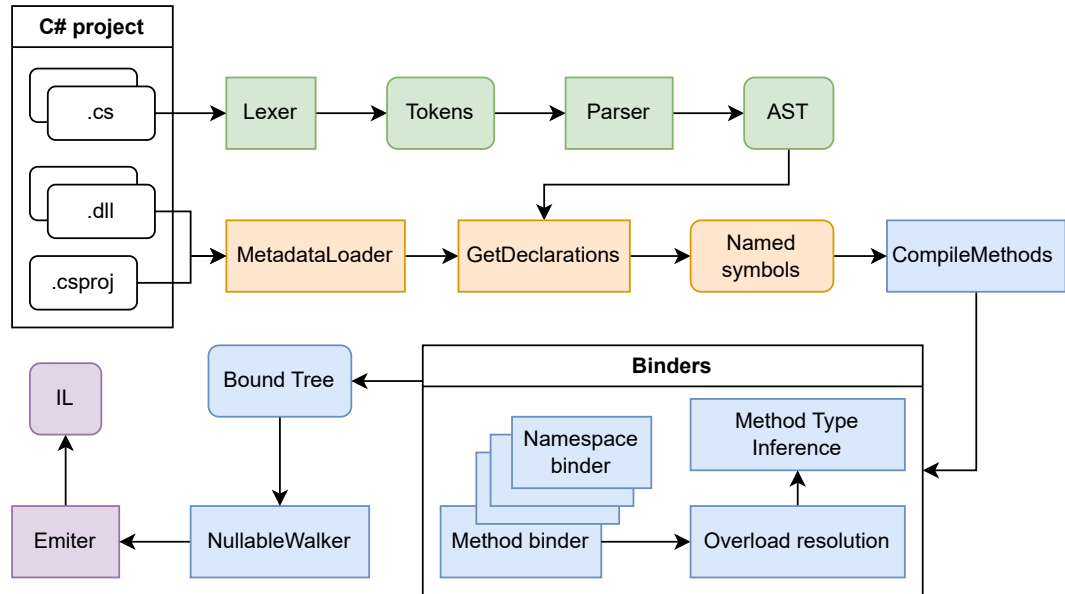 C# project
.cs
Lexer
Tokens
Parser
AST
.dll
.csproj
MetadataLoader
GetDeclarations
Named
symbols
CompileMethods
IL
Bound Tree
Binders
Namespace
binder
Method Type
Inference
Emiter
NullableWalker
Method binder
Overload resolution